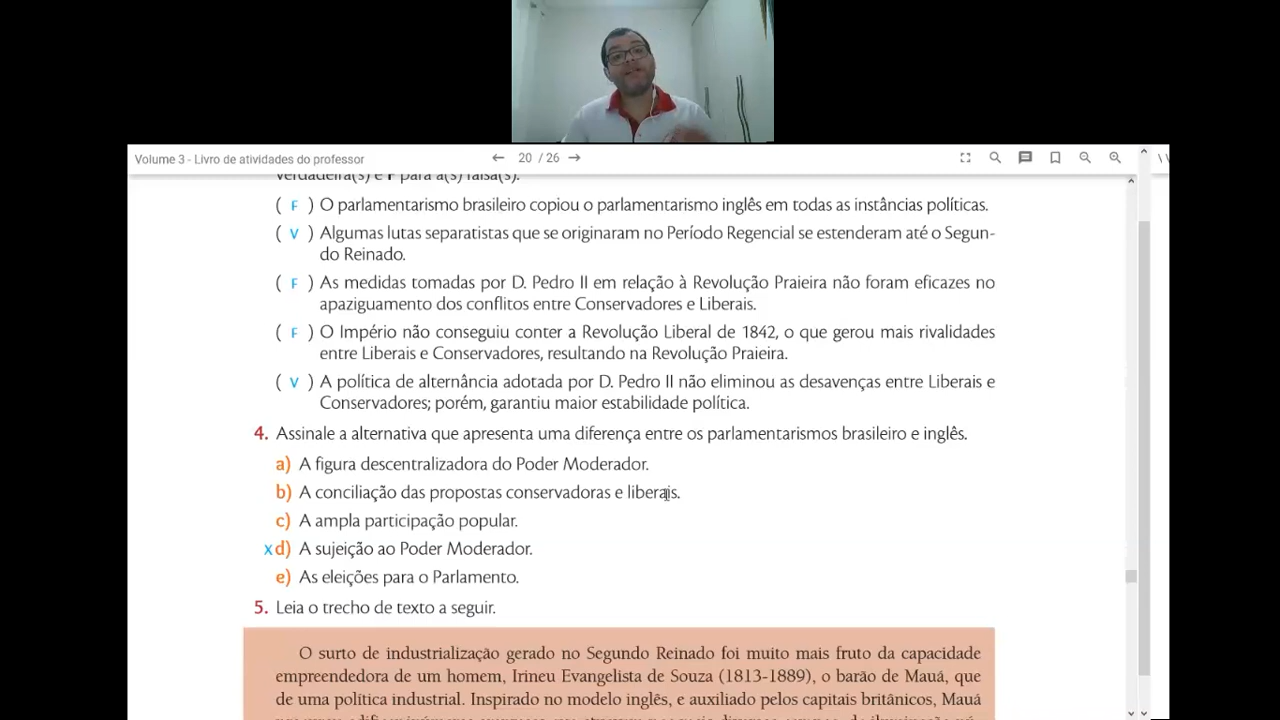 Volume 3 - Livro de atividades do professor
20 / 26
verdadeira(s) e F para a(s) falsa(s).
( F ) O parlamentarismo brasileiro copiou o parlamentarismo inglês em todas as instâncias políticas.
( V ) Algumas lutas separatistas que se originaram no Período Regencial se estenderam até o Segun-
do Reinado.
( F ) As medidas tomadas por D. Pedro II em relação à Revolução Praieira não foram eficazes no
apaziguamento dos conflitos entre Conservadores e Liberais.
( F ) O Império não conseguiu conter a Revolução Liberal de 1842, o que gerou mais rivalidades
entre Liberais e Conservadores, resultando na Revolução Praieira.
( V ) A política de alternância adotada por D. Pedro II não eliminou as desavenças entre Liberais e
Conservadores; porém, garantiu maior estabilidade política.
4. Assinale a alternativa que apresenta uma diferença entre os parlamentarismos brasileiro e inglês.
a) A figura descentralizadora do Poder Moderador.
b) A conciliação das propostas conservadoras e liberais.
c) A ampla participação popular.
x d) A sujeição ao Poder Moderador.
e) As eleições para o Parlamento.
5. Leia o trecho de texto a seguir.
O surto de industrialização gerado no Segundo Reinado foi muito mais fruto da capacidade
empreendedora de um homem, Irineu Evangelista de Souza (1813-1889), o barão de Mauá, que
de uma política industrial. Inspirado no modelo inglês, e auxiliado pelos capitais britânicos, Mauá